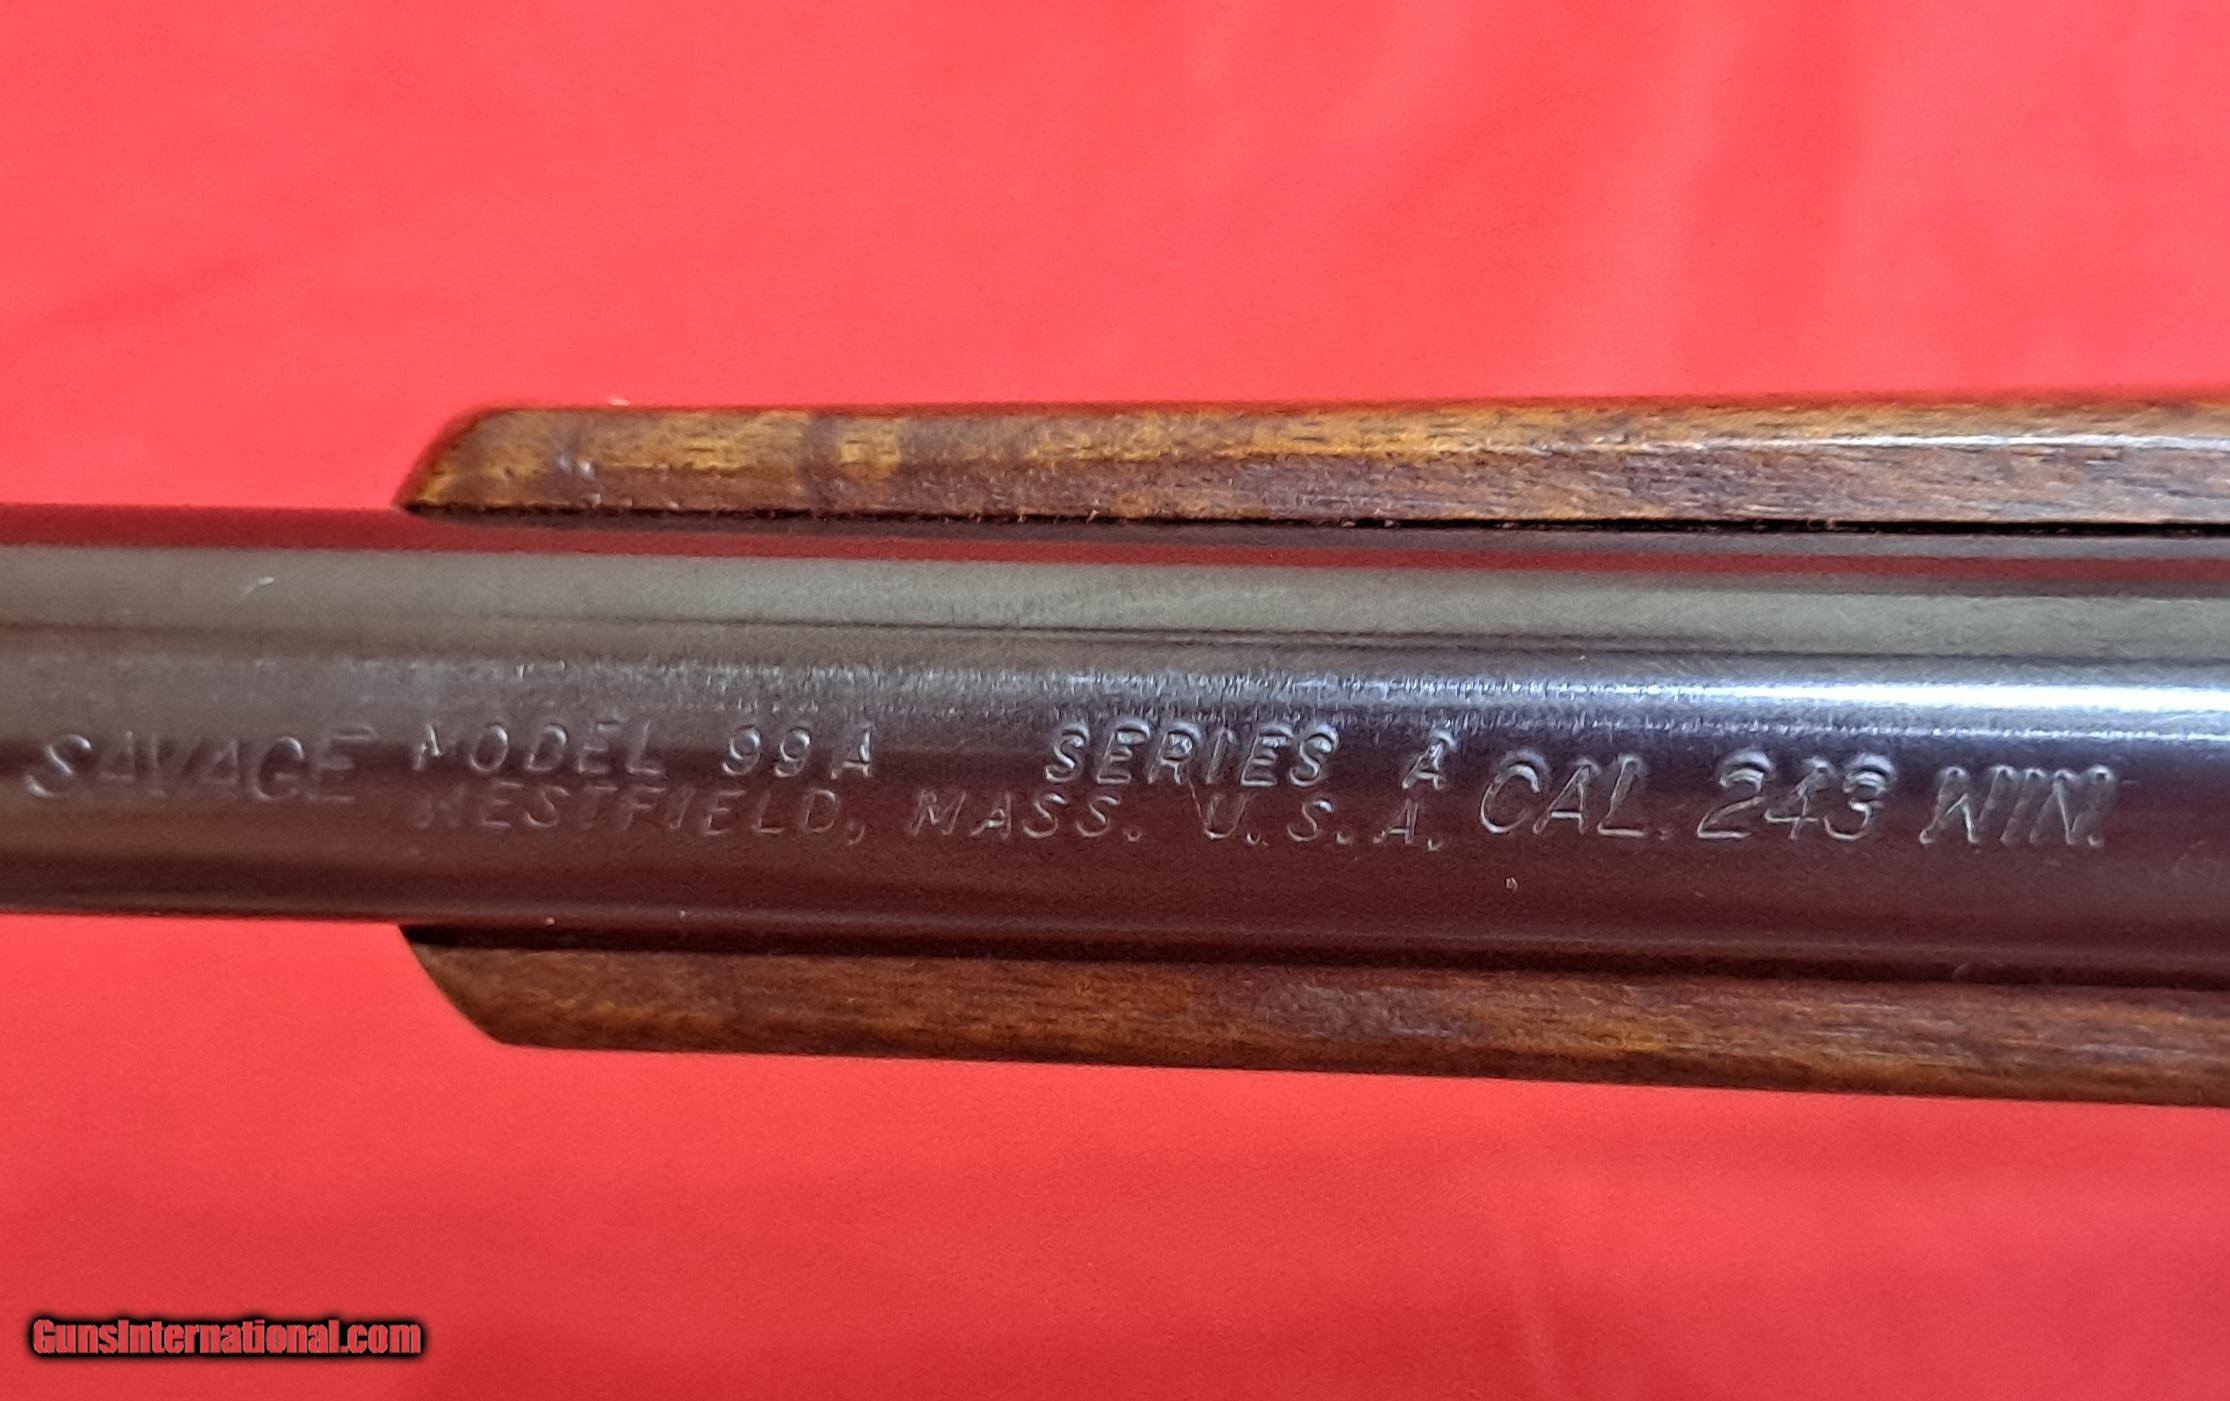 SAVAGE MODEL 99A SERIES A CAL. 243 WIN.
WESTFIELD, MASS. U.S.A.
GunsInternational.com